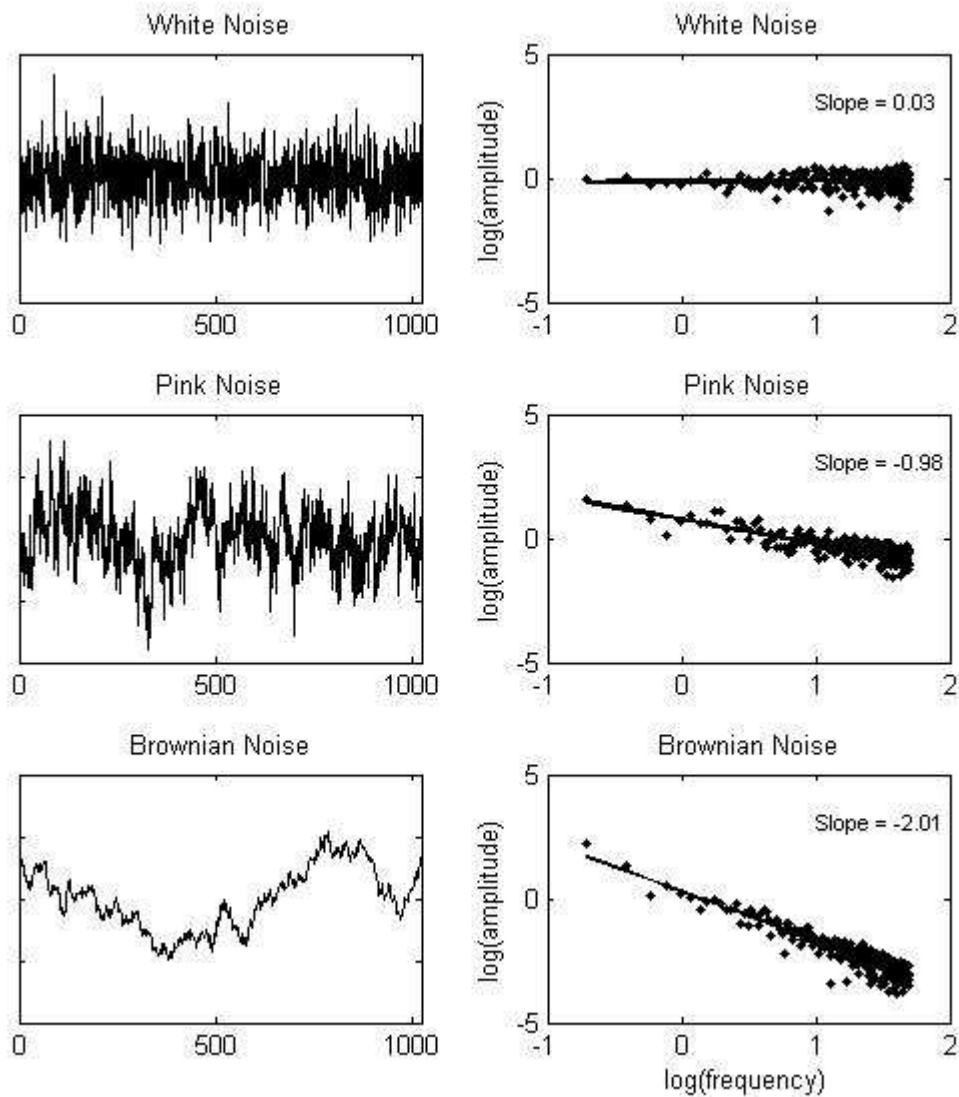 White Noise
0 500 1000
White Noise
log(amplitude)
5
0
-5
Slope = 0.03
-1 0 1 2
Pink Noise
0 500 1000
Pink Noise
log(amplitude)
5
0
-5
Slope = -0.98
-1 0 1 2
Brownian Noise
0 500 1000
Brownian Noise
log(amplitude)
5
0
-5
Slope = -2.01
-1 0 1 2
log(frequency)